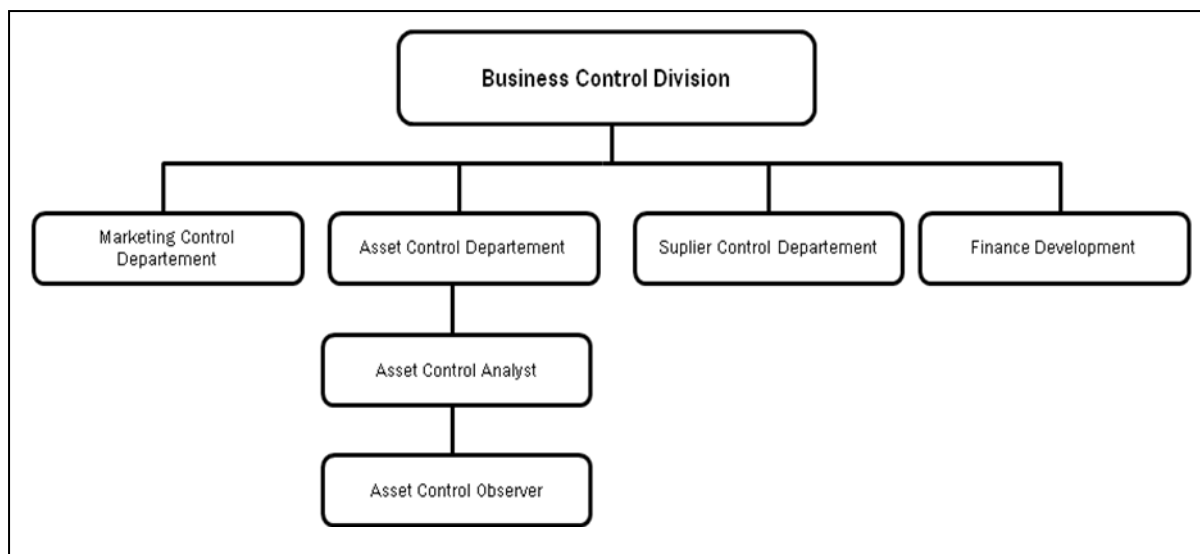 Business Control Division
Marketing Control
Departement
Asset Control Departement
Suplier Control Departement
Finance Development
Asset Control Analyst
Asset Control Observer